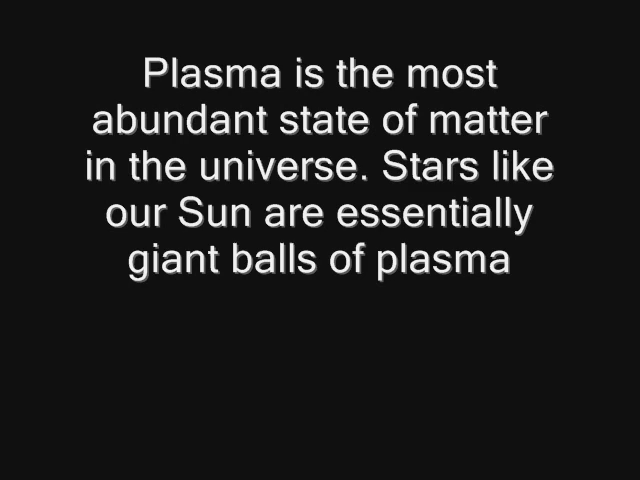 Plasma is the most
abundant state of matter
in the universe. Stars like
our Sun are essentially
giant balls of plasma